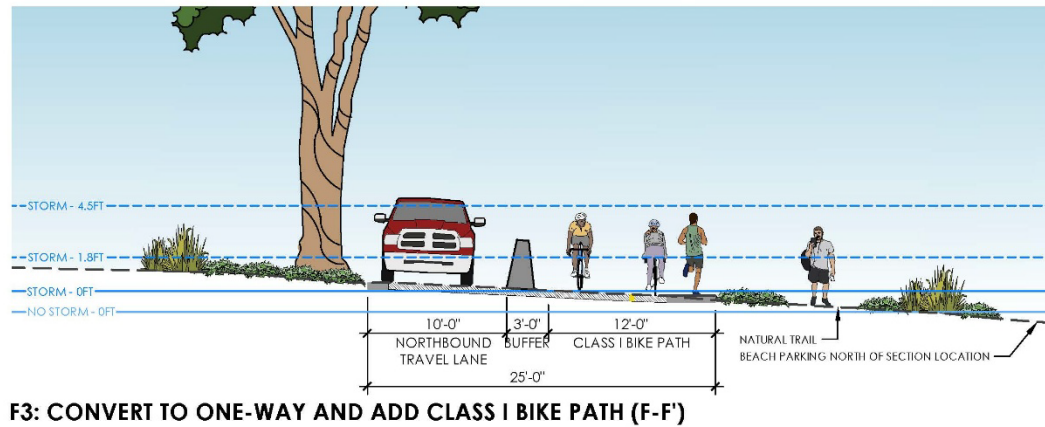 STORM - 4.5FT
STORM - 1.8FT
STORM - 0FT
NO STORM - 0FT
10'-0" 3'-0" 12'-0"
NORTHBOUND BUFFER CLASS I BIKE PATH
TRAVEL LANE
25'-0"
NATURAL TRAIL
BEACH PARKING NORTH OF SECTION LOCATION
F3: CONVERT TO ONE-WAY AND ADD CLASS I BIKE PATH (F-F')